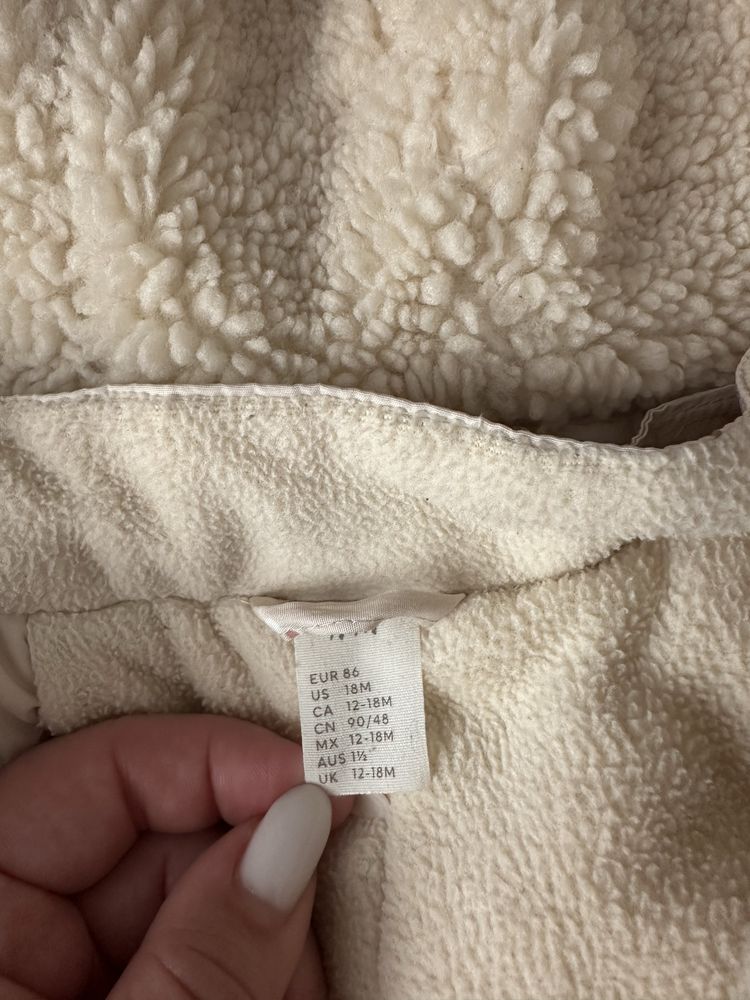 EUR 86
US 18M
CA 12-18M
CN 90/48
MX 12-18M
AUS 1½
UK 12-18M